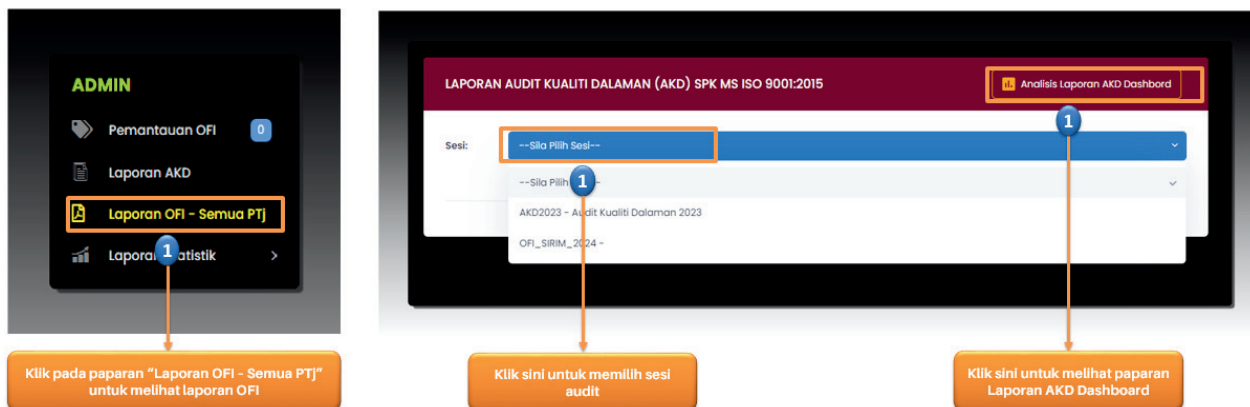 ADMIN
Pemantauan OFI 0
Laporan AKD
Laporan OFI - Semua PTj
1
Klik pada paparan "Laporan OFI - Semua PTj"
untuk melihat laporan OFI
LAPORAN AUDIT KUALITI DALAMAN (AKD) SPK MS ISO 9001:2015
Analisis Laporan AKD Dashbord
1
Sesi:
--Sila Pilih Sesi--
--Sila Pilih
1
AKD2023 - Audit Kualiti Dalaman 2023
OFI_SIRIM_2024 -
Klik sini untuk memilih sesi
audit
Klik sini untuk melihat paparan
Laporan AKD Dashboard